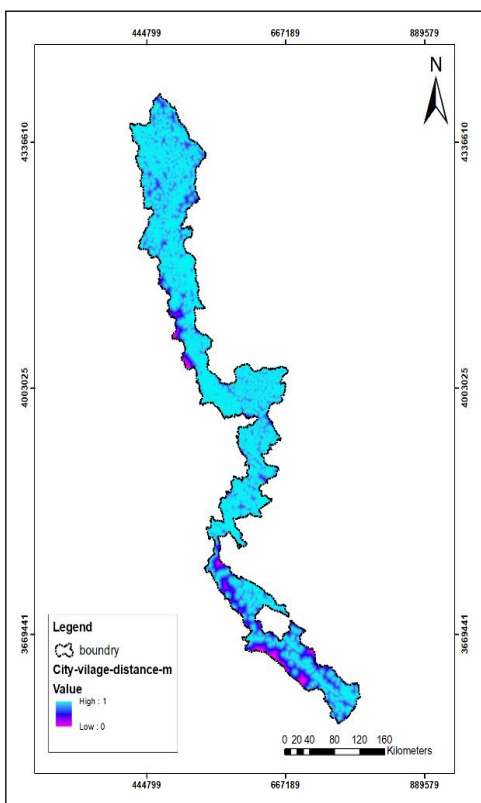 444799 667189 889579
N
4336610 4336610
4003025 4003025
3669441 3669441
Legend
boundry
City-vilage-distance-m
Value
High : 1
Low : 0
0 20 40 80 120 160
Kilometers
444799 667189 889579